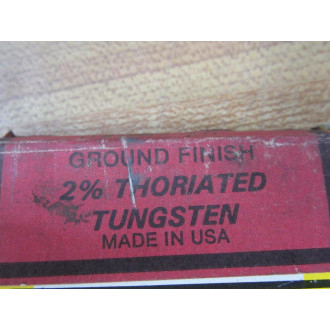 GROUND FINISH
2% THORIATED
TUNGSTEN
MADE IN USA